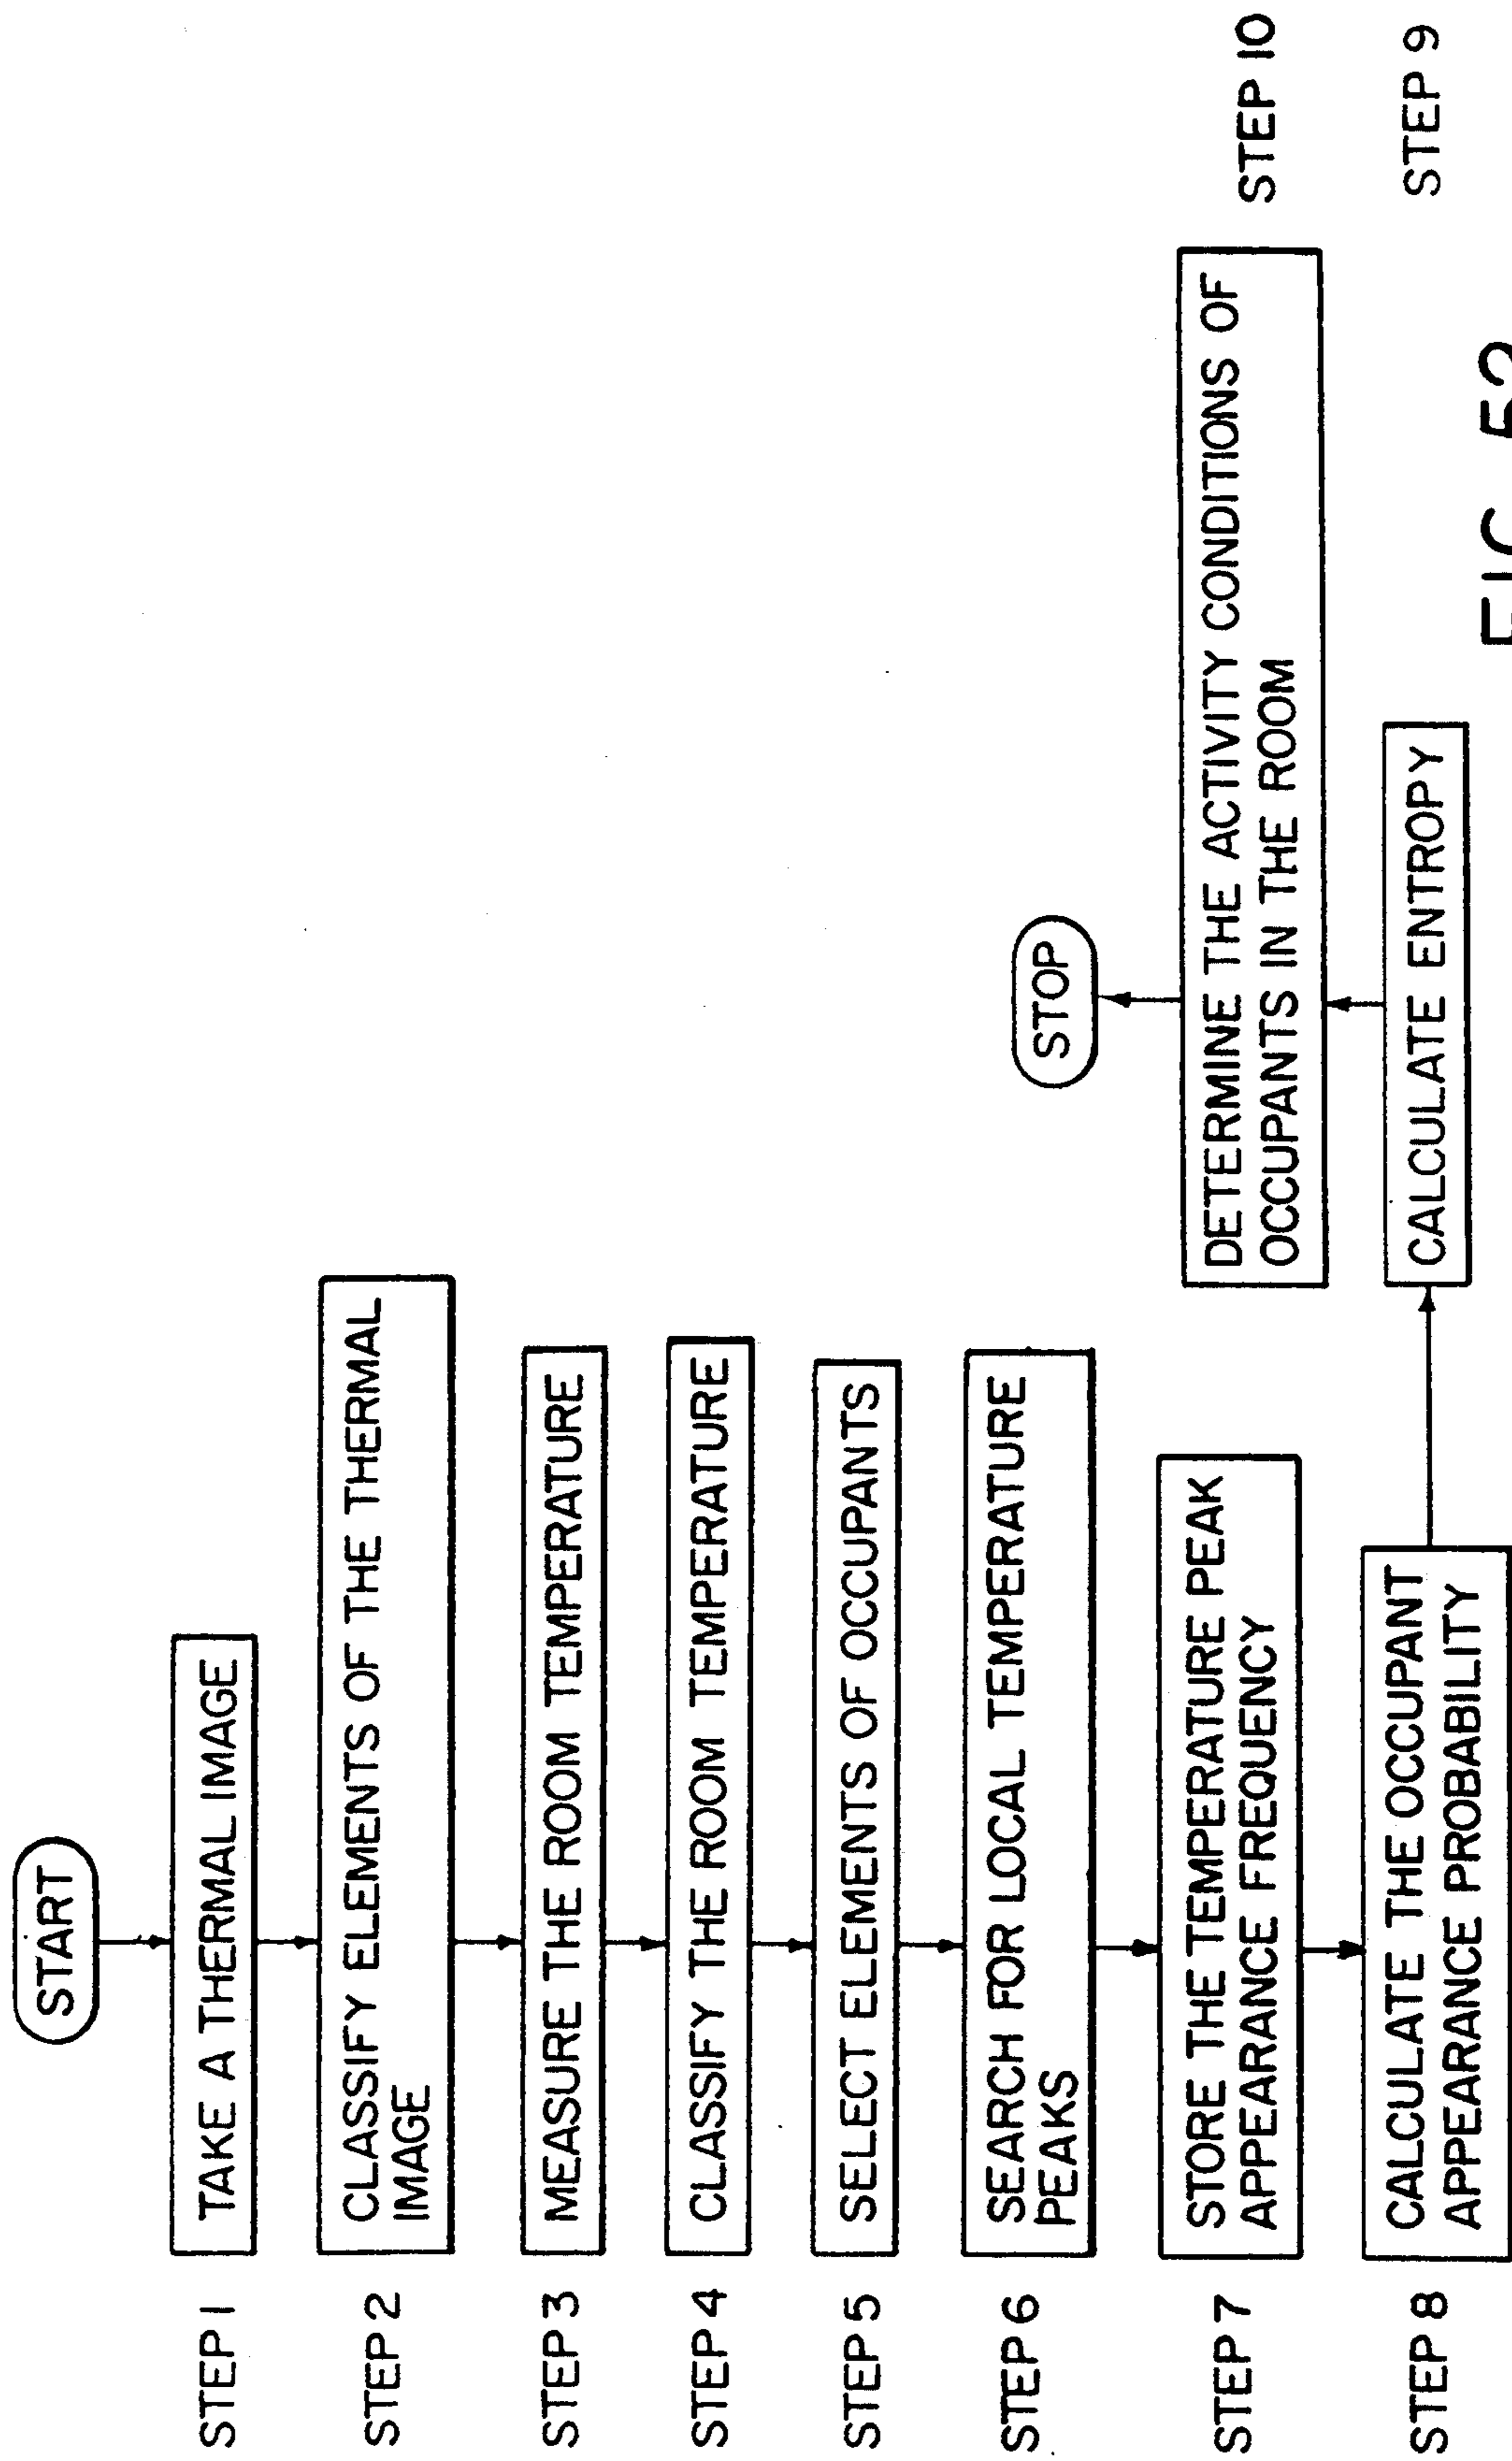 START
STEP 1
TAKE A THERMAL IMAGE
STEP 2
CLASSIFY ELEMENTS OF THE THERMAL
IMAGE
STEP 3
MEASURE THE ROOM TEMPERATURE
STEP 4
CLASSIFY THE ROOM TEMPERATURE
STEP 5
SELECT ELEMENTS OF OCCUPANTS
STEP 6
SEARCH FOR LOCAL TEMPERATURE
PEAKS
STEP 7
STORE THE TEMPERATURE PEAK
APPEARANCE FREQUENCY
STEP 8
CALCULATE THE OCCUPANT
APPEARANCE PROBABILITY
CALCULATE ENTROPY
STEP 9
DETERMINE THE ACTIVITY CONDITIONS OF
OCCUPANTS IN THE ROOM
STEP 10
STOP
FIG. 52